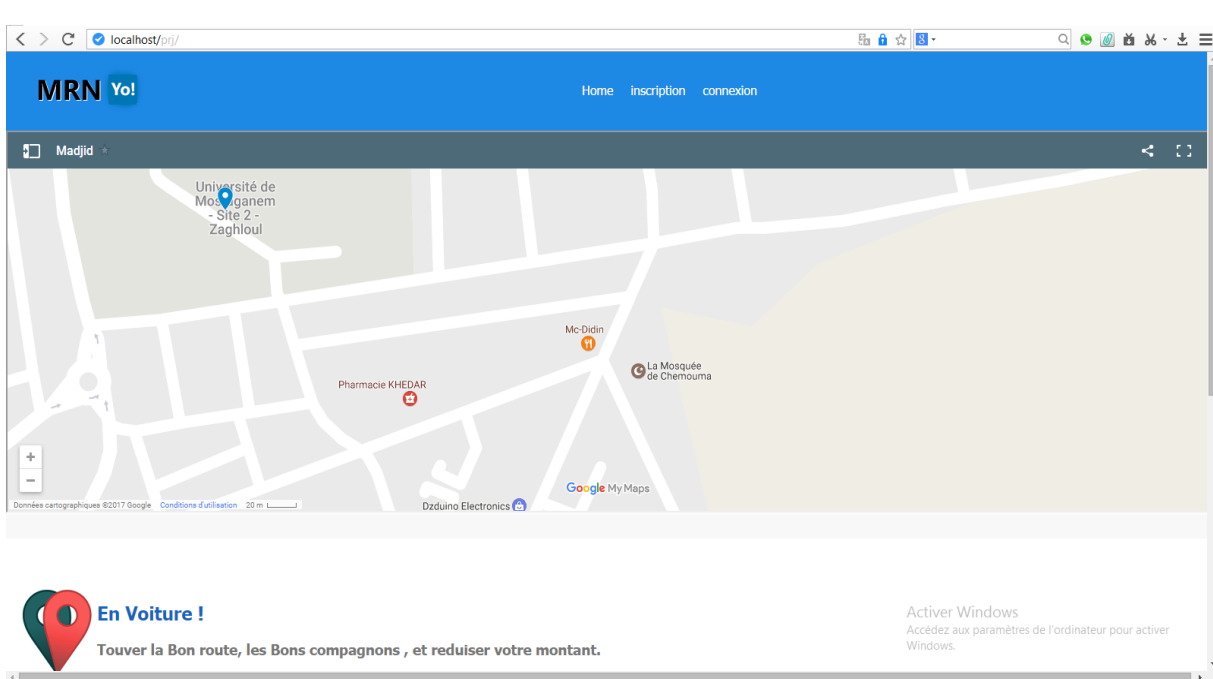 localhost/prj/
MRN Yo!
Home inscription connexion
Madjid
Université de
Mostaganem
- Site 2 -
Zaghloul
Mc-Didin
La Mosquée
de Chemouma
Pharmacie KHEDAR
+
−
Google My Maps
Données cartographiques ©2017 Google Conditions d'utilisation 20 m
Dzduino Electronics
En Voiture !
Touver la Bon route, les Bons compagnons , et reduiser votre montant.
Activer Windows
Accédez aux paramètres de l'ordinateur pour activer
Windows.